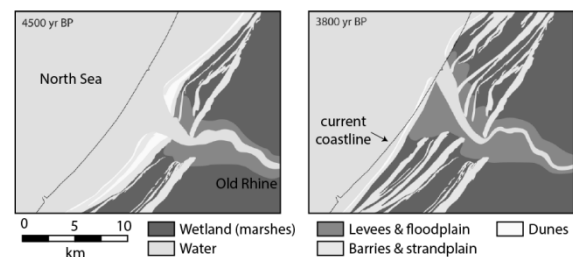 4500 yr BP
North Sea
Old Rhine
3800 yr BP
current
coastline
0 5 10
km
Wetland (marshes)
Water
Levees & floodplain
Barries & strandplain
Dunes